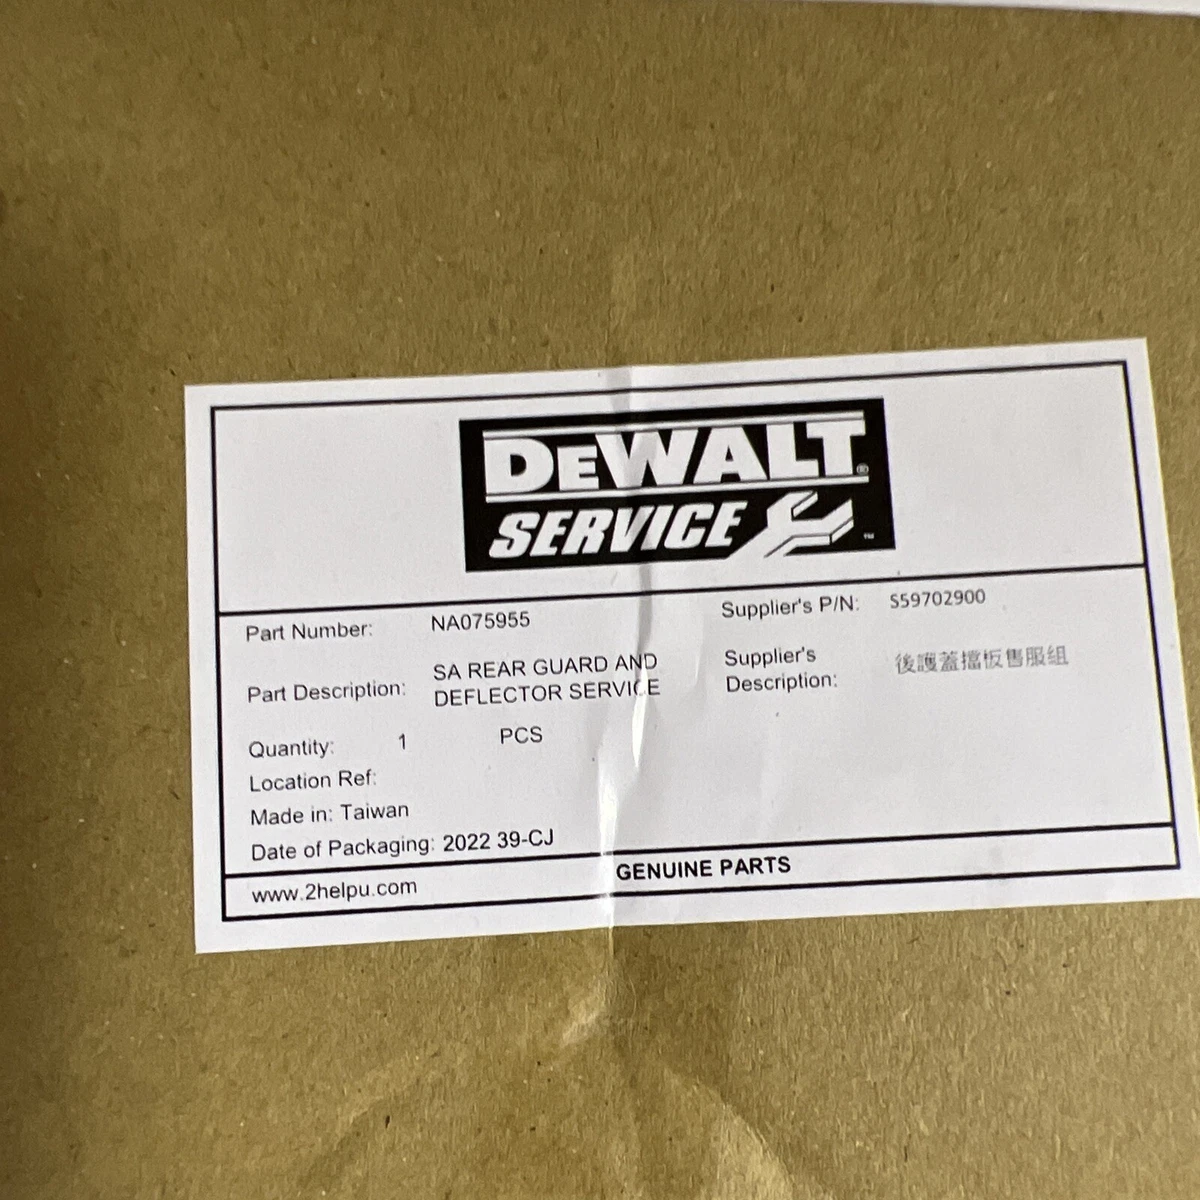 DEWALT®
SERVICE™
Part Number: NA075955 Supplier's P/N: S59702900
Part Description: SA REAR GUARD AND DEFLECTOR SERVICE
Supplier's Description: 後護蓋擋板售服組
Quantity: 1 PCS
Location Ref:
Made in: Taiwan
Date of Packaging: 2022 39-CJ
www.2helpu.com GENUINE PARTS